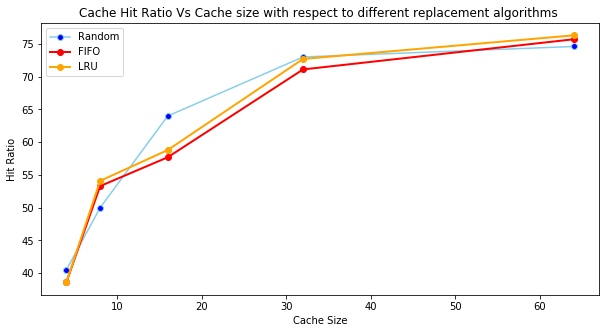 Cache Hit Ratio Vs Cache size with respect to different replacement algorithms
Random
FIFO
LRU
75
70
65
60
55
50
45
40
Hit Ratio
10 20 30 40 50 60
Cache Size